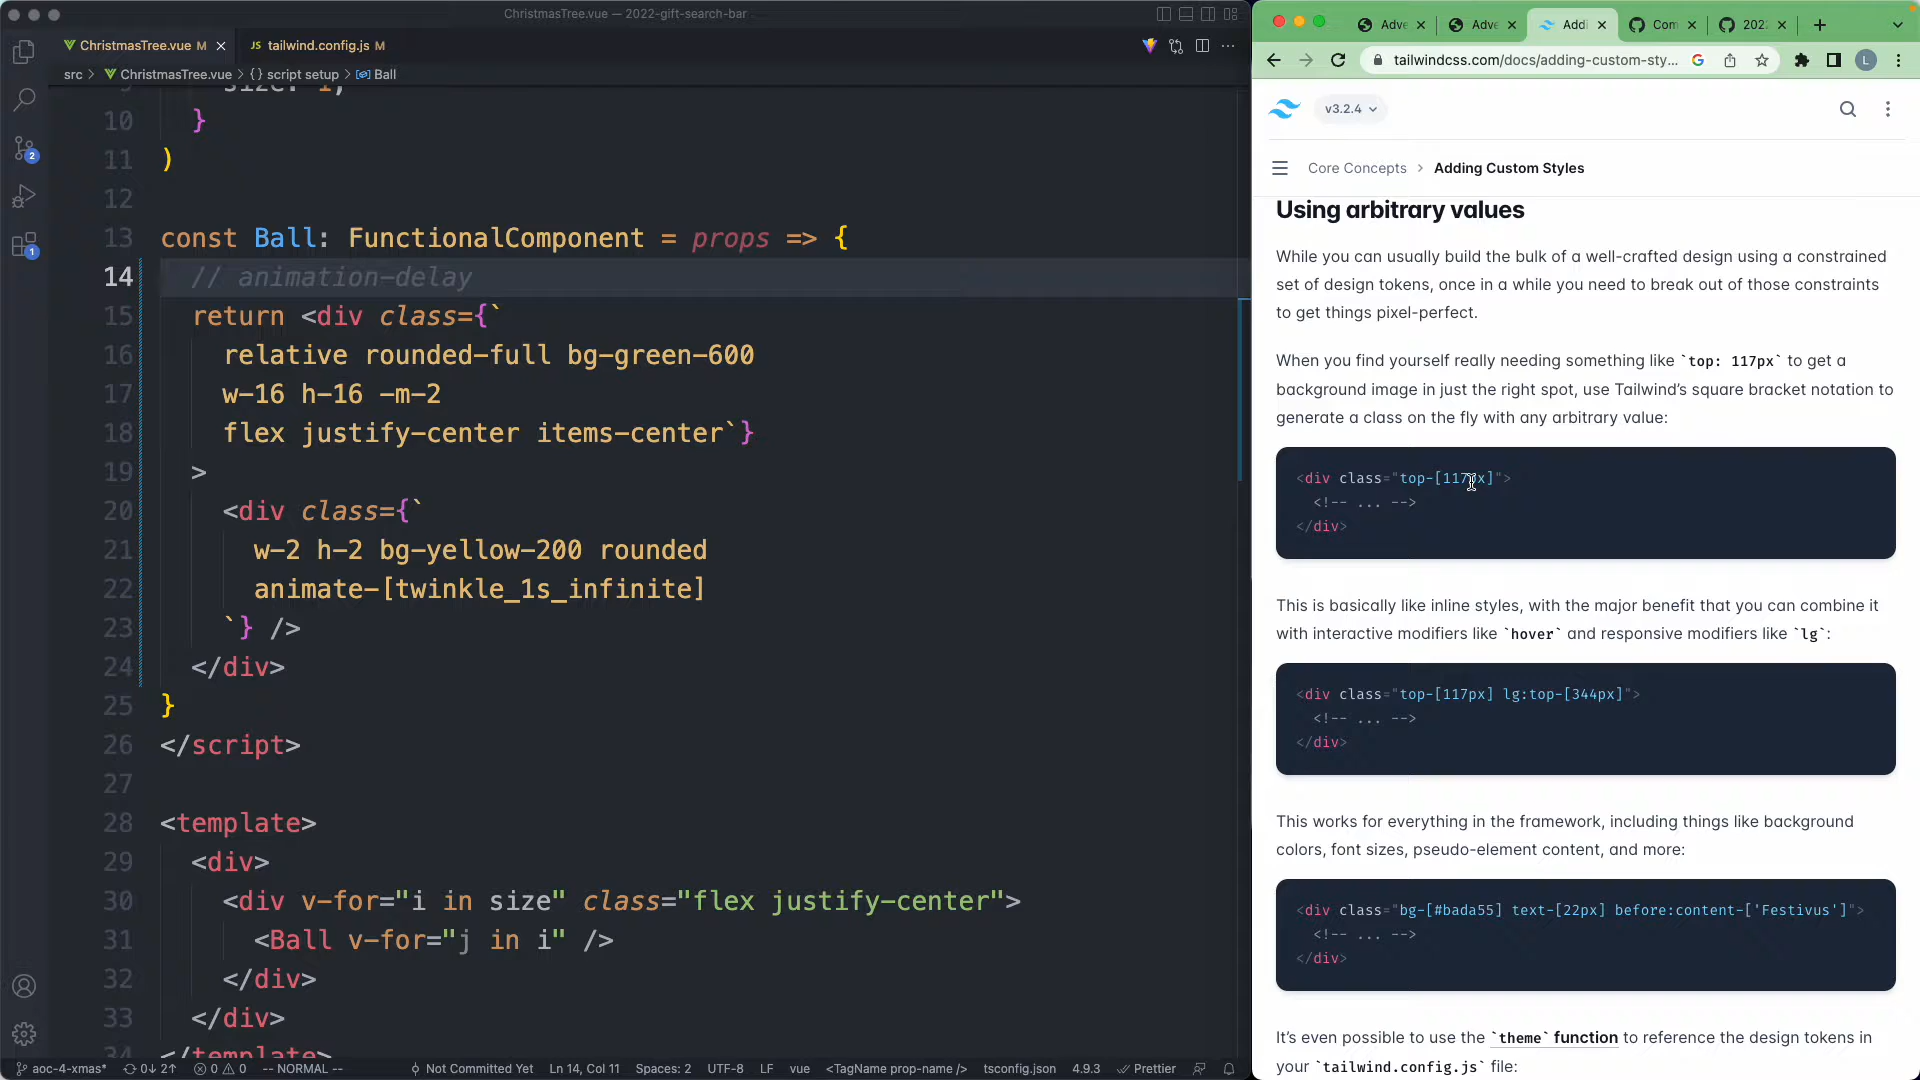 ChristmasTree.vue — 2022-gift-search-bar
ChristmasTree.vue M
JS tailwind.config.js M
src > ChristmasTree.vue > {} script setup > Ball
10 }
11 )
12
13 const Ball: FunctionalComponent = props => {
14 // animation-delay
15 return <div class={`
16 relative rounded-full bg-green-600
17 w-16 h-16 -m-2
18 flex justify-center items-center`}
19 >
20 <div class={`
21 w-2 h-2 bg-yellow-200 rounded
22 animate-[twinkle_1s_infinite]
23 `} />
24 </div>
25 }
26 </script>
27
28 <template>
29 <div>
30 <div v-for="i in size" class="flex justify-center">
31 <Ball v-for="j in i" />
32 </div>
33 </div>
34 </template>
2
1
aoc-4-xmas* 0↓ 2↑ 0 0 -- NORMAL -- Not Committed Yet Ln 14, Col 11 Spaces: 2 UTF-8 LF vue <TagName prop-name /> tsconfig.json 4.9.3 Prettier
Adve
Adve
Addi
Com
202
tailwindcss.com/docs/adding-custom-sty...
L
v3.2.4
Core Concepts > Adding Custom Styles
Using arbitrary values
While you can usually build the bulk of a well-crafted design using a constrained
set of design tokens, once in a while you need to break out of those constraints
to get things pixel-perfect.
When you find yourself really needing something like `top: 117px` to get a
background image in just the right spot, use Tailwind’s square bracket notation to
generate a class on the fly with any arbitrary value:
<div class="top-[117px]">
<!-- ... -->
</div>
This is basically like inline styles, with the major benefit that you can combine it
with interactive modifiers like `hover` and responsive modifiers like `lg`:
<div class="top-[117px] lg:top-[344px]">
<!-- ... -->
</div>
This works for everything in the framework, including things like background
colors, font sizes, pseudo-element content, and more:
<div class="bg-[#bada55] text-[22px] before:content-['Festivus']">
<!-- ... -->
</div>
It’s even possible to use the `theme` function to reference the design tokens in
your `tailwind.config.js` file: